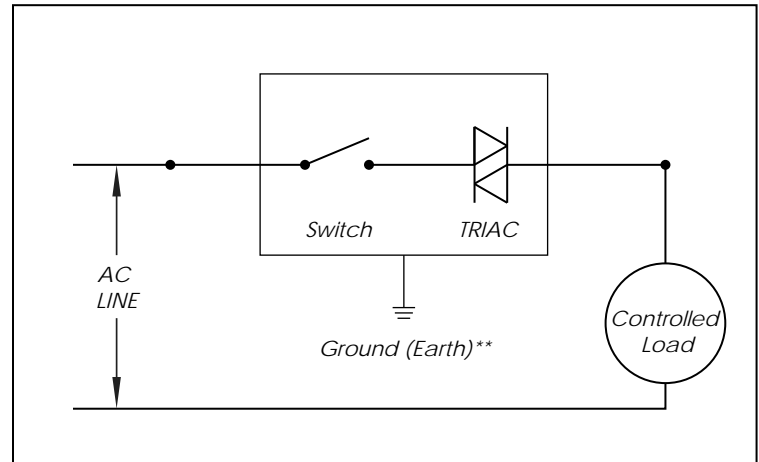 Switch
TRIAC
AC
LINE
Ground (Earth)**
Controlled
Load